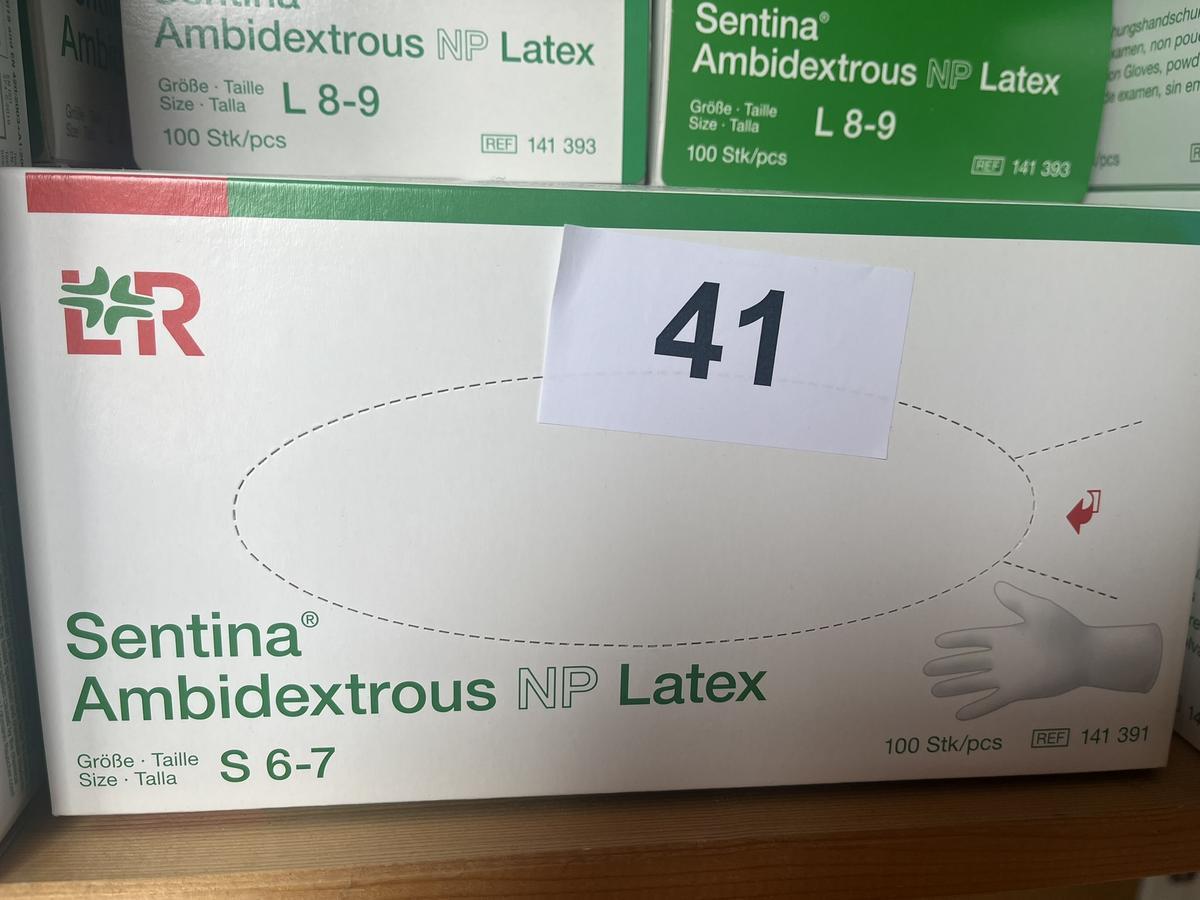 Ambidextrous NP Latex
Größe · Taille
Size · Talla
L 8-9
100 Stk/pcs
REF 141 393
Sentina®
Ambidextrous NP Latex
Größe · Taille
Size · Talla
L 8-9
100 Stk/pcs
REF 141 393
L&R
41
Sentina®
Ambidextrous NP Latex
Größe · Taille
Size · Talla
S 6-7
100 Stk/pcs
REF 141 391